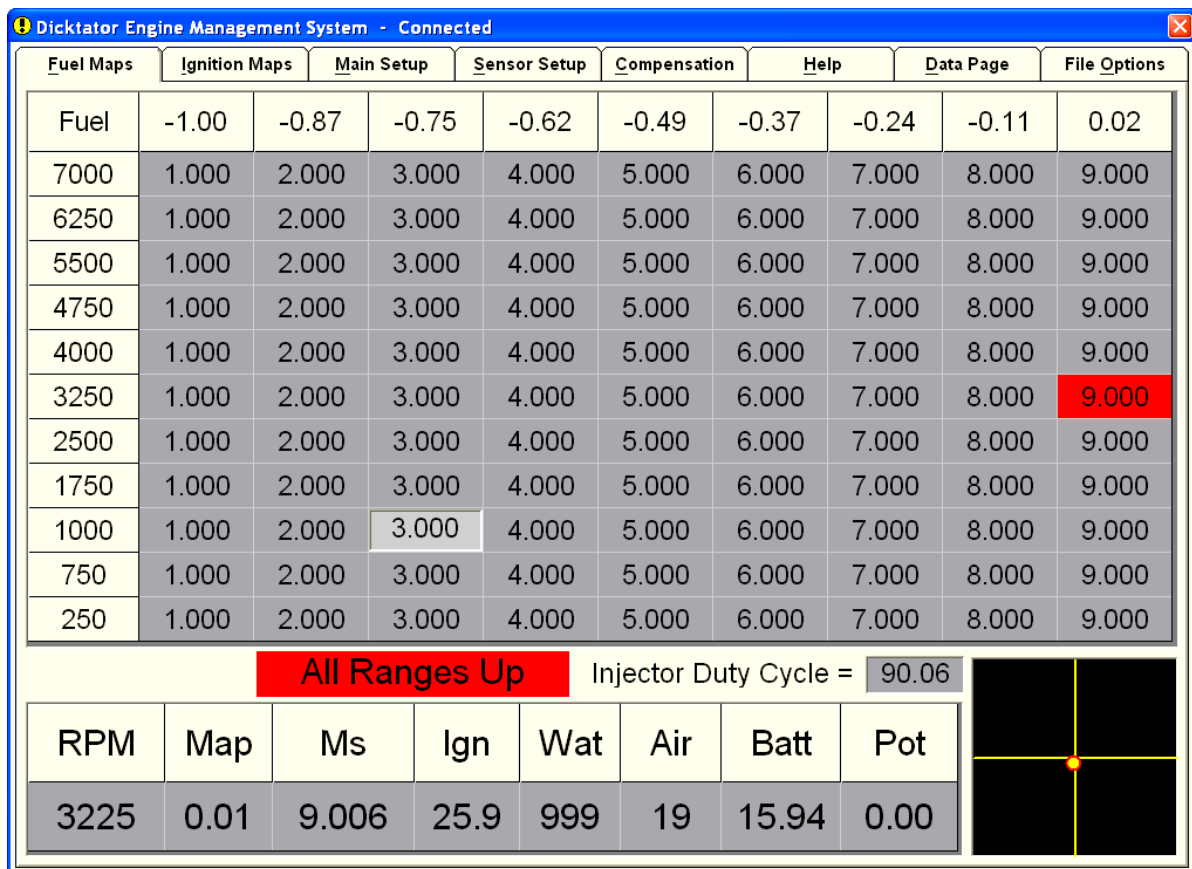 Dicktator Engine Management System - Connected
Fuel Maps Ignition Maps Main Setup Sensor Setup Compensation Help Data Page File Options
Fuel -1.00 -0.87 -0.75 -0.62 -0.49 -0.37 -0.24 -0.11 0.02
7000 1.000 2.000 3.000 4.000 5.000 6.000 7.000 8.000 9.000
6250 1.000 2.000 3.000 4.000 5.000 6.000 7.000 8.000 9.000
5500 1.000 2.000 3.000 4.000 5.000 6.000 7.000 8.000 9.000
4750 1.000 2.000 3.000 4.000 5.000 6.000 7.000 8.000 9.000
4000 1.000 2.000 3.000 4.000 5.000 6.000 7.000 8.000 9.000
3250 1.000 2.000 3.000 4.000 5.000 6.000 7.000 8.000 9.000
2500 1.000 2.000 3.000 4.000 5.000 6.000 7.000 8.000 9.000
1750 1.000 2.000 3.000 4.000 5.000 6.000 7.000 8.000 9.000
1000 1.000 2.000 3.000 4.000 5.000 6.000 7.000 8.000 9.000
750 1.000 2.000 3.000 4.000 5.000 6.000 7.000 8.000 9.000
250 1.000 2.000 3.000 4.000 5.000 6.000 7.000 8.000 9.000
All Ranges Up Injector Duty Cycle = 90.06
RPM Map Ms Ign Wat Air Batt Pot
3225 0.01 9.006 25.9 999 19 15.94 0.00